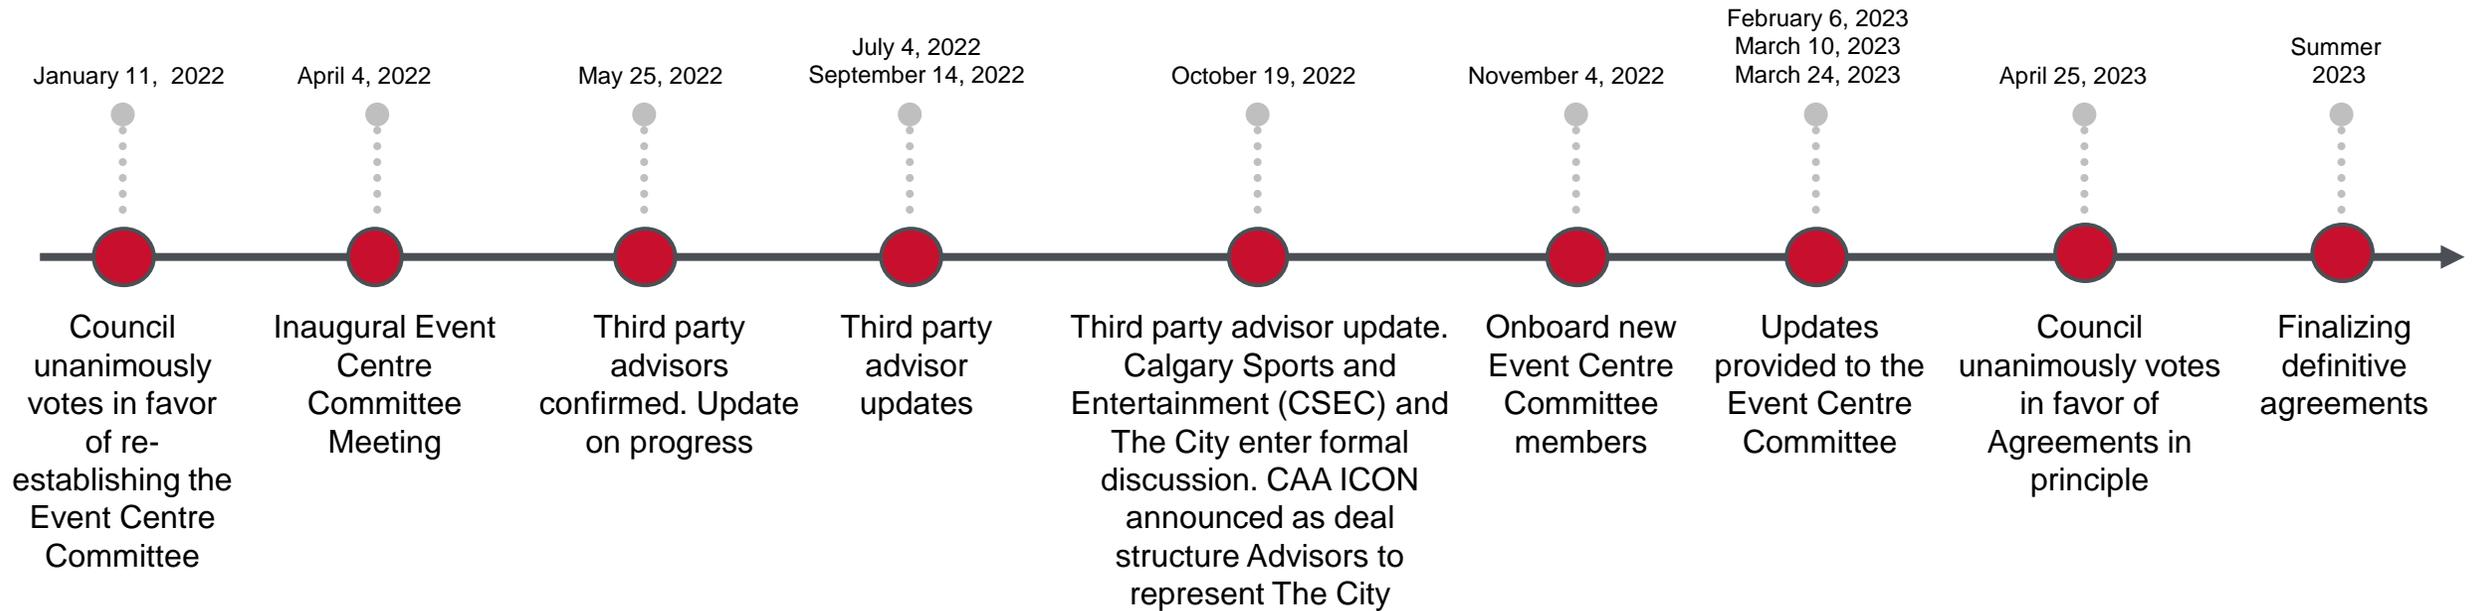 January 11,  2022
Council
unanimously
votes in favor
of re-
establishing the
Event Centre
Committee
April 4, 2022
Inaugural Event
Centre
Committee
Meeting
May 25, 2022
Third party
advisors
confirmed. Update
on progress
July 4, 2022
September 14, 2022
Third party
advisor
updates
October 19, 2022
Third party advisor update.
Calgary Sports and
Entertainment (CSEC) and
The City enter formal
discussion. CAA ICON
announced as deal
structure Advisors to
represent The City
November 4, 2022
Onboard new
Event Centre
Committee
members
February 6, 2023
March 10, 2023
March 24, 2023
Updates
provided to the
Event Centre
Committee
April 25, 2023
Council
unanimously votes
in favor of
Agreements in
principle
Summer
2023
Finalizing
definitive
agreements